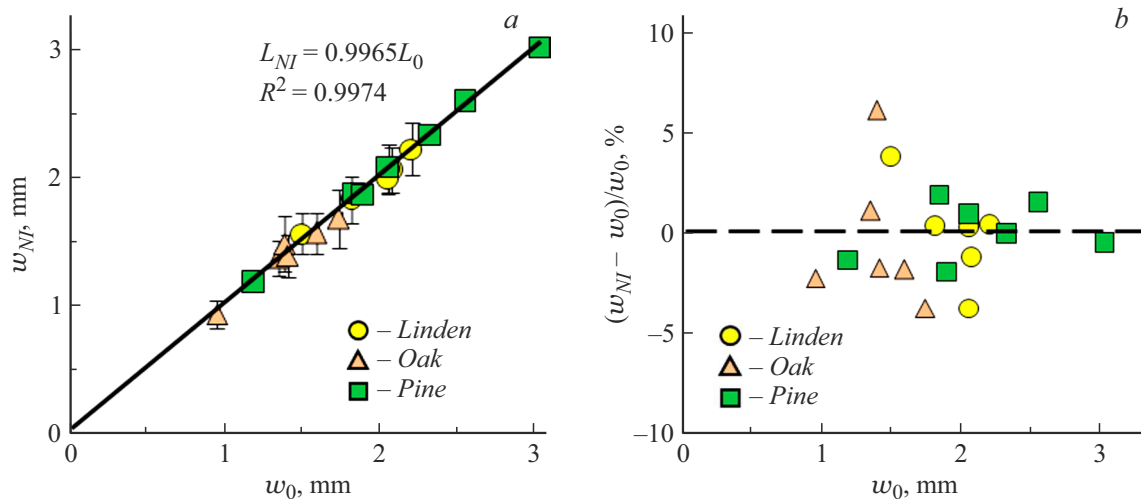 a
3
2
1
0
w_NI, mm
L_NI = 0.9965L_0
R^2 = 0.9974
– Linden
– Oak
– Pine
1 2 3
w_0, mm
b
10
5
0
–5
–10
(w_NI – w_0)/w_0, %
– Linden
– Oak
– Pine
0 1 2 3
w_0, mm